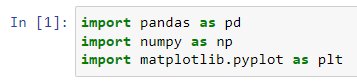 In [1]: import pandas as pd
import numpy as np
import matplotlib.pyplot as plt